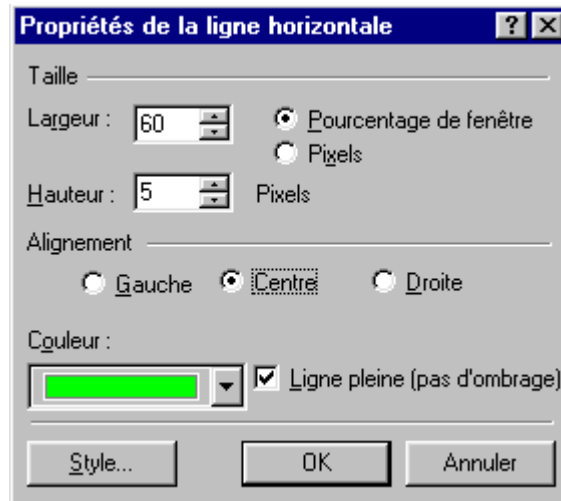 Propriétés de la ligne horizontale
Taille
Largeur : 60 Pourcentage de fenêtre
Pixels
Hauteur : 5 Pixels
Alignement
Gauche Centre Droite
Couleur :
Ligne pleine (pas d'ombrage)
Style... OK Annuler